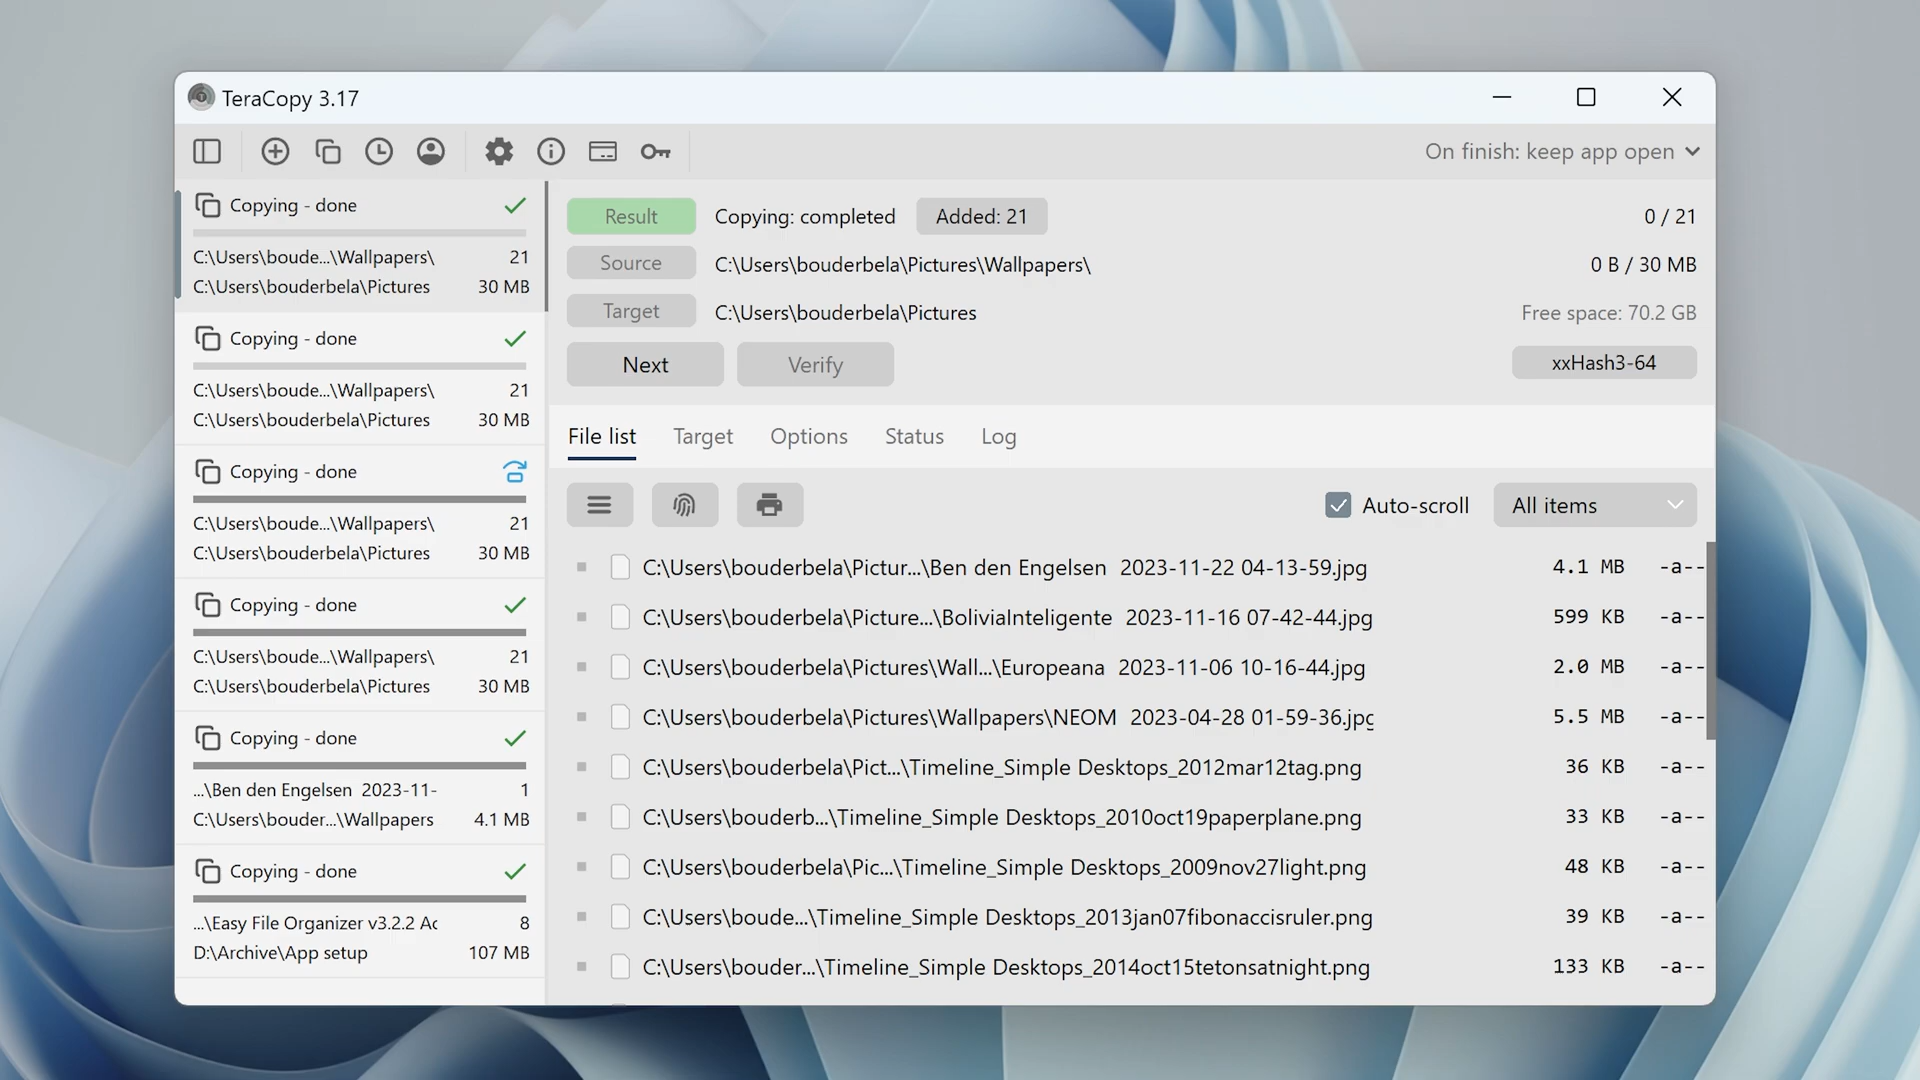 TeraCopy 3.17
On finish: keep app open
Copying - done
C:\Users\boude...\Wallpapers\ 21
C:\Users\bouderbela\Pictures 30 MB
Copying - done
C:\Users\boude...\Wallpapers\ 21
C:\Users\bouderbela\Pictures 30 MB
Copying - done
C:\Users\boude...\Wallpapers\ 21
C:\Users\bouderbela\Pictures 30 MB
Copying - done
C:\Users\boude...\Wallpapers\ 21
C:\Users\bouderbela\Pictures 30 MB
Copying - done
...\Ben den Engelsen 2023-11- 1
C:\Users\bouder...\Wallpapers 4.1 MB
Copying - done
...\Easy File Organizer v3.2.2 Ac 8
D:\Archive\App setup 107 MB
Result Copying: completed Added: 21 0 / 21
Source C:\Users\bouderbela\Pictures\Wallpapers\ 0 B / 30 MB
Target C:\Users\bouderbela\Pictures Free space: 70.2 GB
Next Verify xxHash3-64
File list Target Options Status Log
Auto-scroll All items
C:\Users\bouderbela\Pictur...\Ben den Engelsen 2023-11-22 04-13-59.jpg 4.1 MB -a--
C:\Users\bouderbela\Picture...\BoliviaInteligente 2023-11-16 07-42-44.jpg 599 KB -a--
C:\Users\bouderbela\Pictures\Wall...\Europeana 2023-11-06 10-16-44.jpg 2.0 MB -a--
C:\Users\bouderbela\Pictures\Wallpapers\NEOM 2023-04-28 01-59-36.jpg 5.5 MB -a--
C:\Users\bouderbela\Pict...\Timeline_Simple Desktops_2012mar12tag.png 36 KB -a--
C:\Users\bouderb...\Timeline_Simple Desktops_2010oct19paperplane.png 33 KB -a--
C:\Users\bouderbela\Pic...\Timeline_Simple Desktops_2009nov27light.png 48 KB -a--
C:\Users\boude...\Timeline_Simple Desktops_2013jan07fibonaccisruler.png 39 KB -a--
C:\Users\bouder...\Timeline_Simple Desktops_2014oct15tetonsatnight.png 133 KB -a--